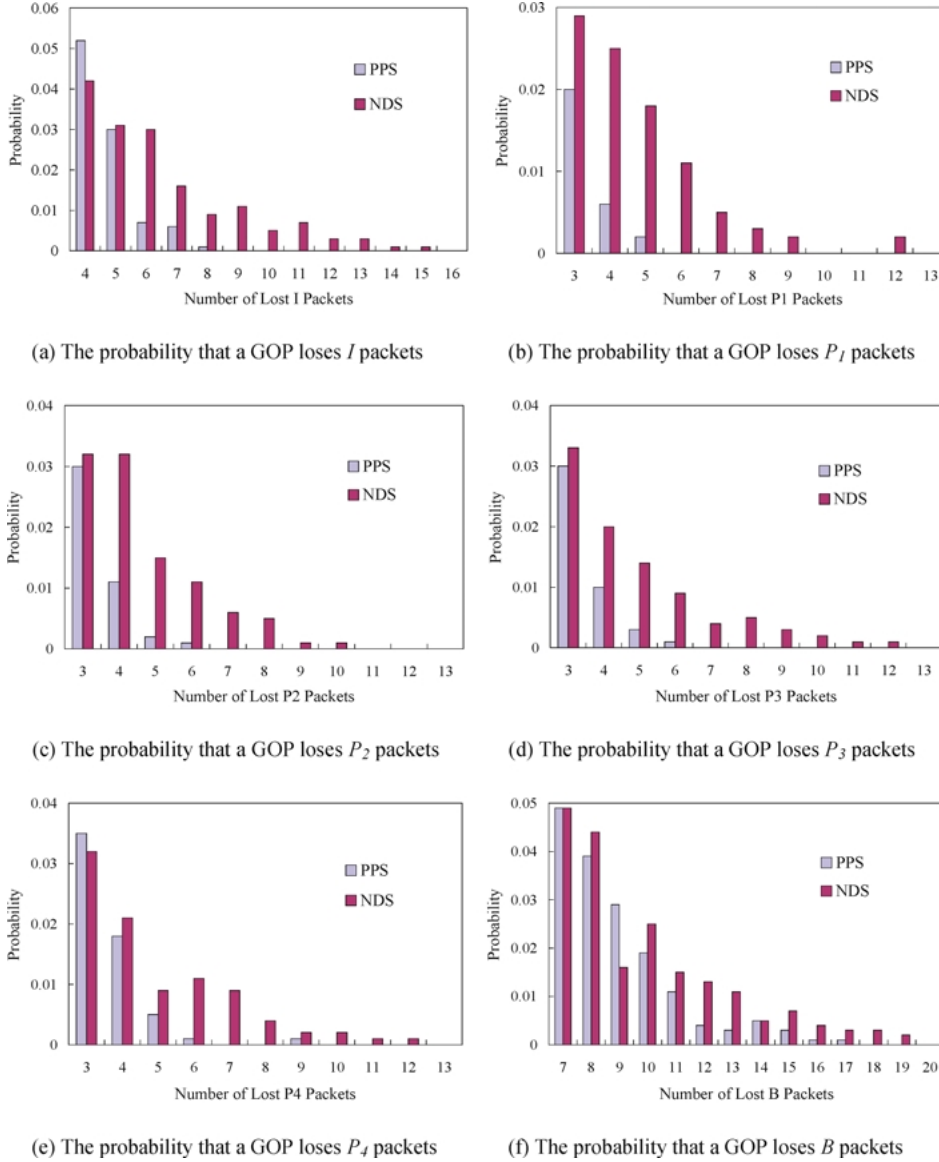 0.06
0.05
0.04
0.03
0.02
0.01
0
Probability
PPS
NDS
4 5 6 7 8 9 10 11 12 13 14 15 16
Number of Lost I Packets
(a) The probability that a GOP loses I packets
0.03
0.02
0.01
0
Probability
PPS
NDS
3 4 5 6 7 8 9 10 11 12 13
Number of Lost P1 Packets
(b) The probability that a GOP loses P1 packets
0.04
0.03
0.02
0.01
0
Probability
PPS
NDS
3 4 5 6 7 8 9 10 11 12 13
Number of Lost P2 Packets
(c) The probability that a GOP loses P2 packets
0.04
0.03
0.02
0.01
0
Probability
PPS
NDS
3 4 5 6 7 8 9 10 11 12 13
Number of Lost P3 Packets
(d) The probability that a GOP loses P3 packets
0.04
0.03
0.02
0.01
0
Probability
PPS
NDS
3 4 5 6 7 8 9 10 11 12 13
Number of Lost P4 Packets
(e) The probability that a GOP loses P4 packets
0.05
0.04
0.03
0.02
0.01
0
Probability
PPS
NDS
7 8 9 10 11 12 13 14 15 16 17 18 19 20
Number of Lost B Packets
(f) The probability that a GOP loses B packets